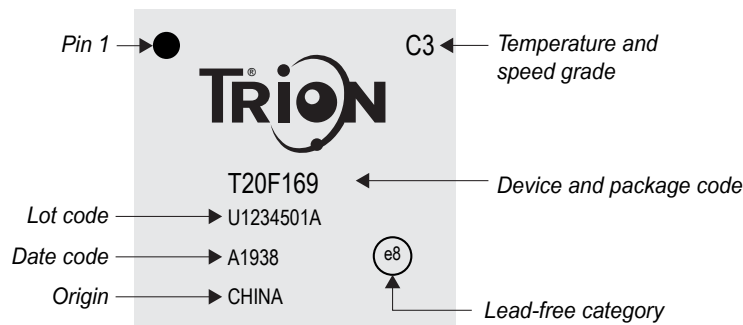 Pin 1
C3
Temperature and
speed grade
TRION®
T20F169
Device and package code
Lot code
U1234501A
Date code
A1938
e8
Origin
CHINA
Lead-free category